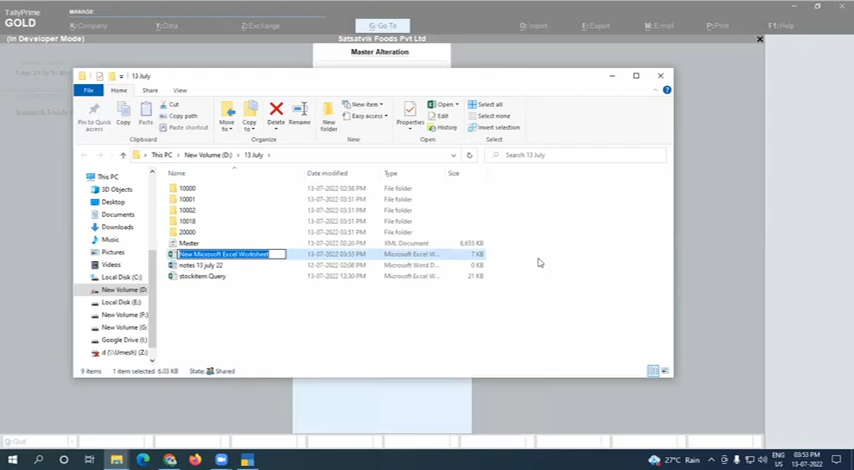 TallyPrime
GOLD
MANAGE
K: Company
Y: Data
Z: Exchange
G: Go To
O: Import
E: Export
M: E-mail
P: Print
F1: Help
(In Developer Mode)
Satsatvik Foods Pvt Ltd
Master Alteration
13 July
File
Home
Share
View
Pin to Quick access
Copy
Paste
Cut
Copy path
Paste shortcut
Clipboard
Move to
Copy to
Delete
Rename
Organize
New folder
New item
Easy access
New
Properties
Open
Edit
History
Open
Select all
Select none
Invert selection
Select
This PC > New Volume (D:) > 13 July >
Search 13 July
Name Date modified Type Size
10000 13-07-2022 02:58 PM File folder
10001 13-07-2022 03:51 PM File folder
10002 13-07-2022 03:51 PM File folder
10018 13-07-2022 03:51 PM File folder
20000 13-07-2022 03:51 PM File folder
Master 13-07-2022 02:20 PM XML Document 6,655 KB
New Microsoft Excel Worksheet 13-07-2022 03:53 PM Microsoft Excel W... 7 KB
notes 13 july 22 12-07-2022 02:08 PM Microsoft Word D... 0 KB
stockitem Query 13-07-2022 12:30 PM Microsoft Excel W... 21 KB
This PC
3D Objects
Desktop
Documents
Downloads
Music
Pictures
Videos
Local Disk (C:)
New Volume (D:
Local Disk (E:)
New Volume (F:)
New Volume (G:)
Google Drive (I:)
d (\\Umesh) (Z:)
9 items 1 item selected 6.03 KB State: Shared
Q: Quit
27°C Rain
ENG
US
03:53 PM
13-07-2022